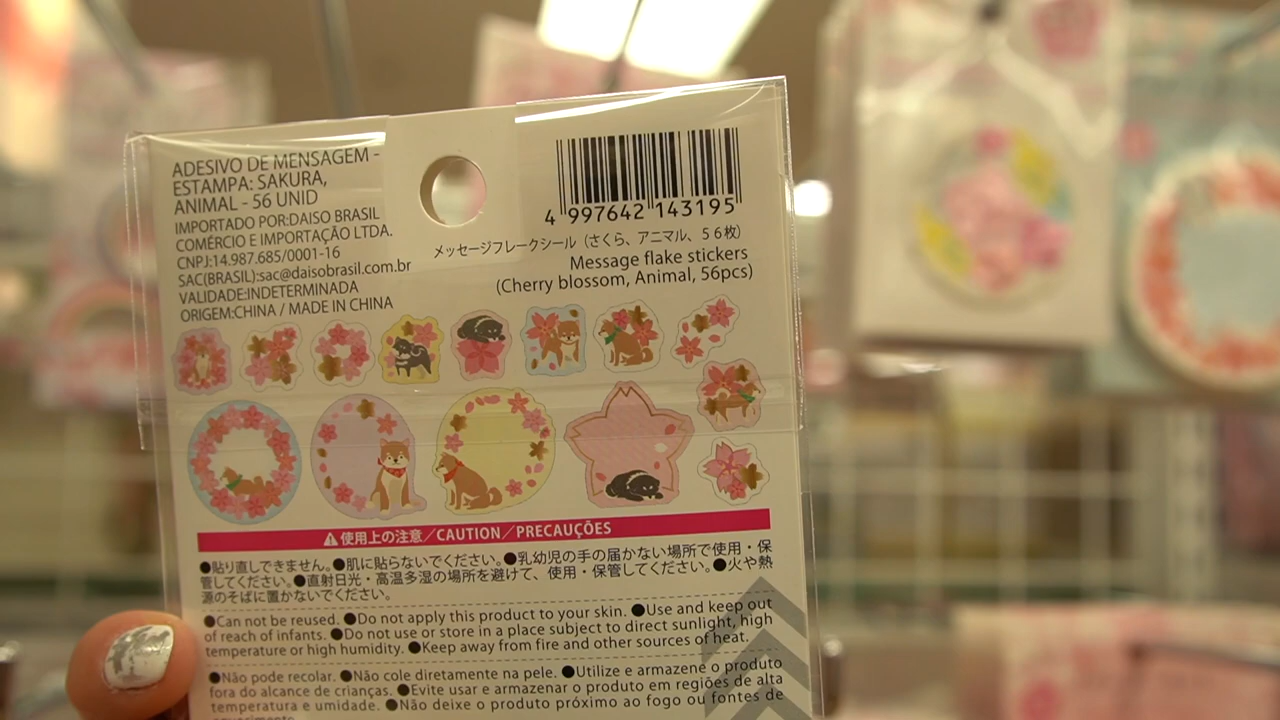 ADESIVO DE MENSAGEM -
ESTAMPA: SAKURA,
ANIMAL - 56 UNID
IMPORTADO POR:DAISO BRASIL
COMÉRCIO E IMPORTAÇÃO LTDA.
CNPJ:14.987.685/0001-16
SAC(BRASIL):sac@daisobrasil.com.br
VALIDADE:INDETERMINADA
ORIGEM:CHINA / MADE IN CHINA
4 997642 143195
メッセージフレークシール（さくら、アニマル、56枚）
Message flake stickers
(Cherry blossom, Animal, 56pcs)
使用上の注意／CAUTION／PRECAUÇÕES
●貼り直しできません。●肌に貼らないでください。●乳幼児の手の届かない場所で使用・保
管してください。●直射日光・高温多湿の場所を避けて、使用・保管してください。●火や熱
源のそばに置かないでください。
●Can not be reused. ●Do not apply this product to your skin. ●Use and keep out
of reach of infants. ●Do not use or store in a place subject to direct sunlight, high
temperature or high humidity. ●Keep away from fire and other sources of heat.
●Não pode recolar. ●Não cole diretamente na pele. ●Utilize e armazene o produto
fora do alcance de crianças. ●Evite usar e armazenar o produto em regiões de alta
temperatura e umidade. ●Não deixe o produto próximo ao fogo ou fontes de